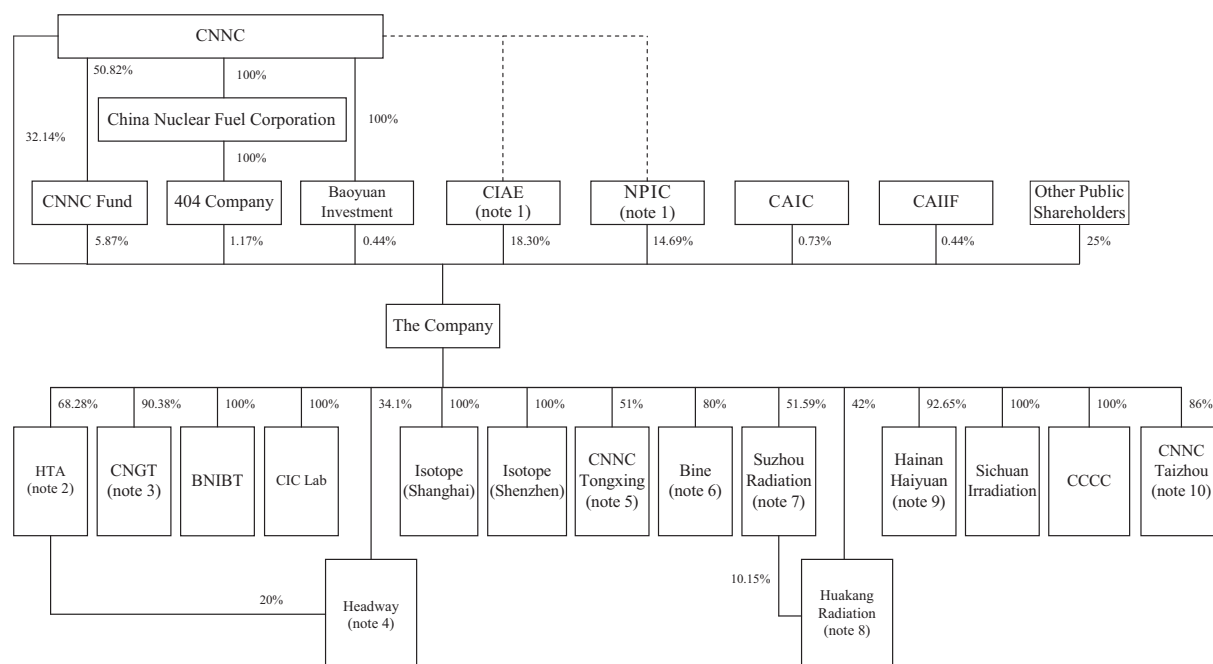 CNNC
50.82%
100%
China Nuclear Fuel Corporation
100%
32.14%
100%
CNNC Fund
404 Company
Baoyuan
Investment
CIAE
(note 1)
NPIC
(note 1)
CAIC
CAIIF
Other Public
Shareholders
5.87%
1.17%
0.44%
18.30%
14.69%
0.73%
0.44%
25%
The Company
68.28%
90.38%
100%
100%
34.1%
100%
100%
51%
80%
51.59%
42%
92.65%
100%
100%
86%
HTA
(note 2)
CNGT
(note 3)
BNIBT
CIC Lab
Isotope
(Shanghai)
Isotope
(Shenzhen)
CNNC
Tongxing
(note 5)
Bine
(note 6)
Suzhou
Radiation
(note 7)
Hainan
Haiyuan
(note 9)
Sichuan
Irradiation
CCCC
CNNC
Taizhou
(note 10)
20%
Headway
(note 4)
10.15%
Huakang
Radiation
(note 8)